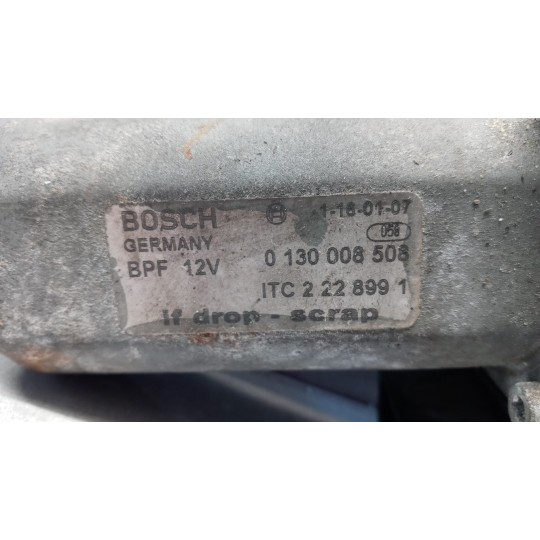 BOSCH 1-16-01-07
GERMANY 058
BPF 12V 0 130 008 508
ITC 2 22 899 1
if drop - scrap